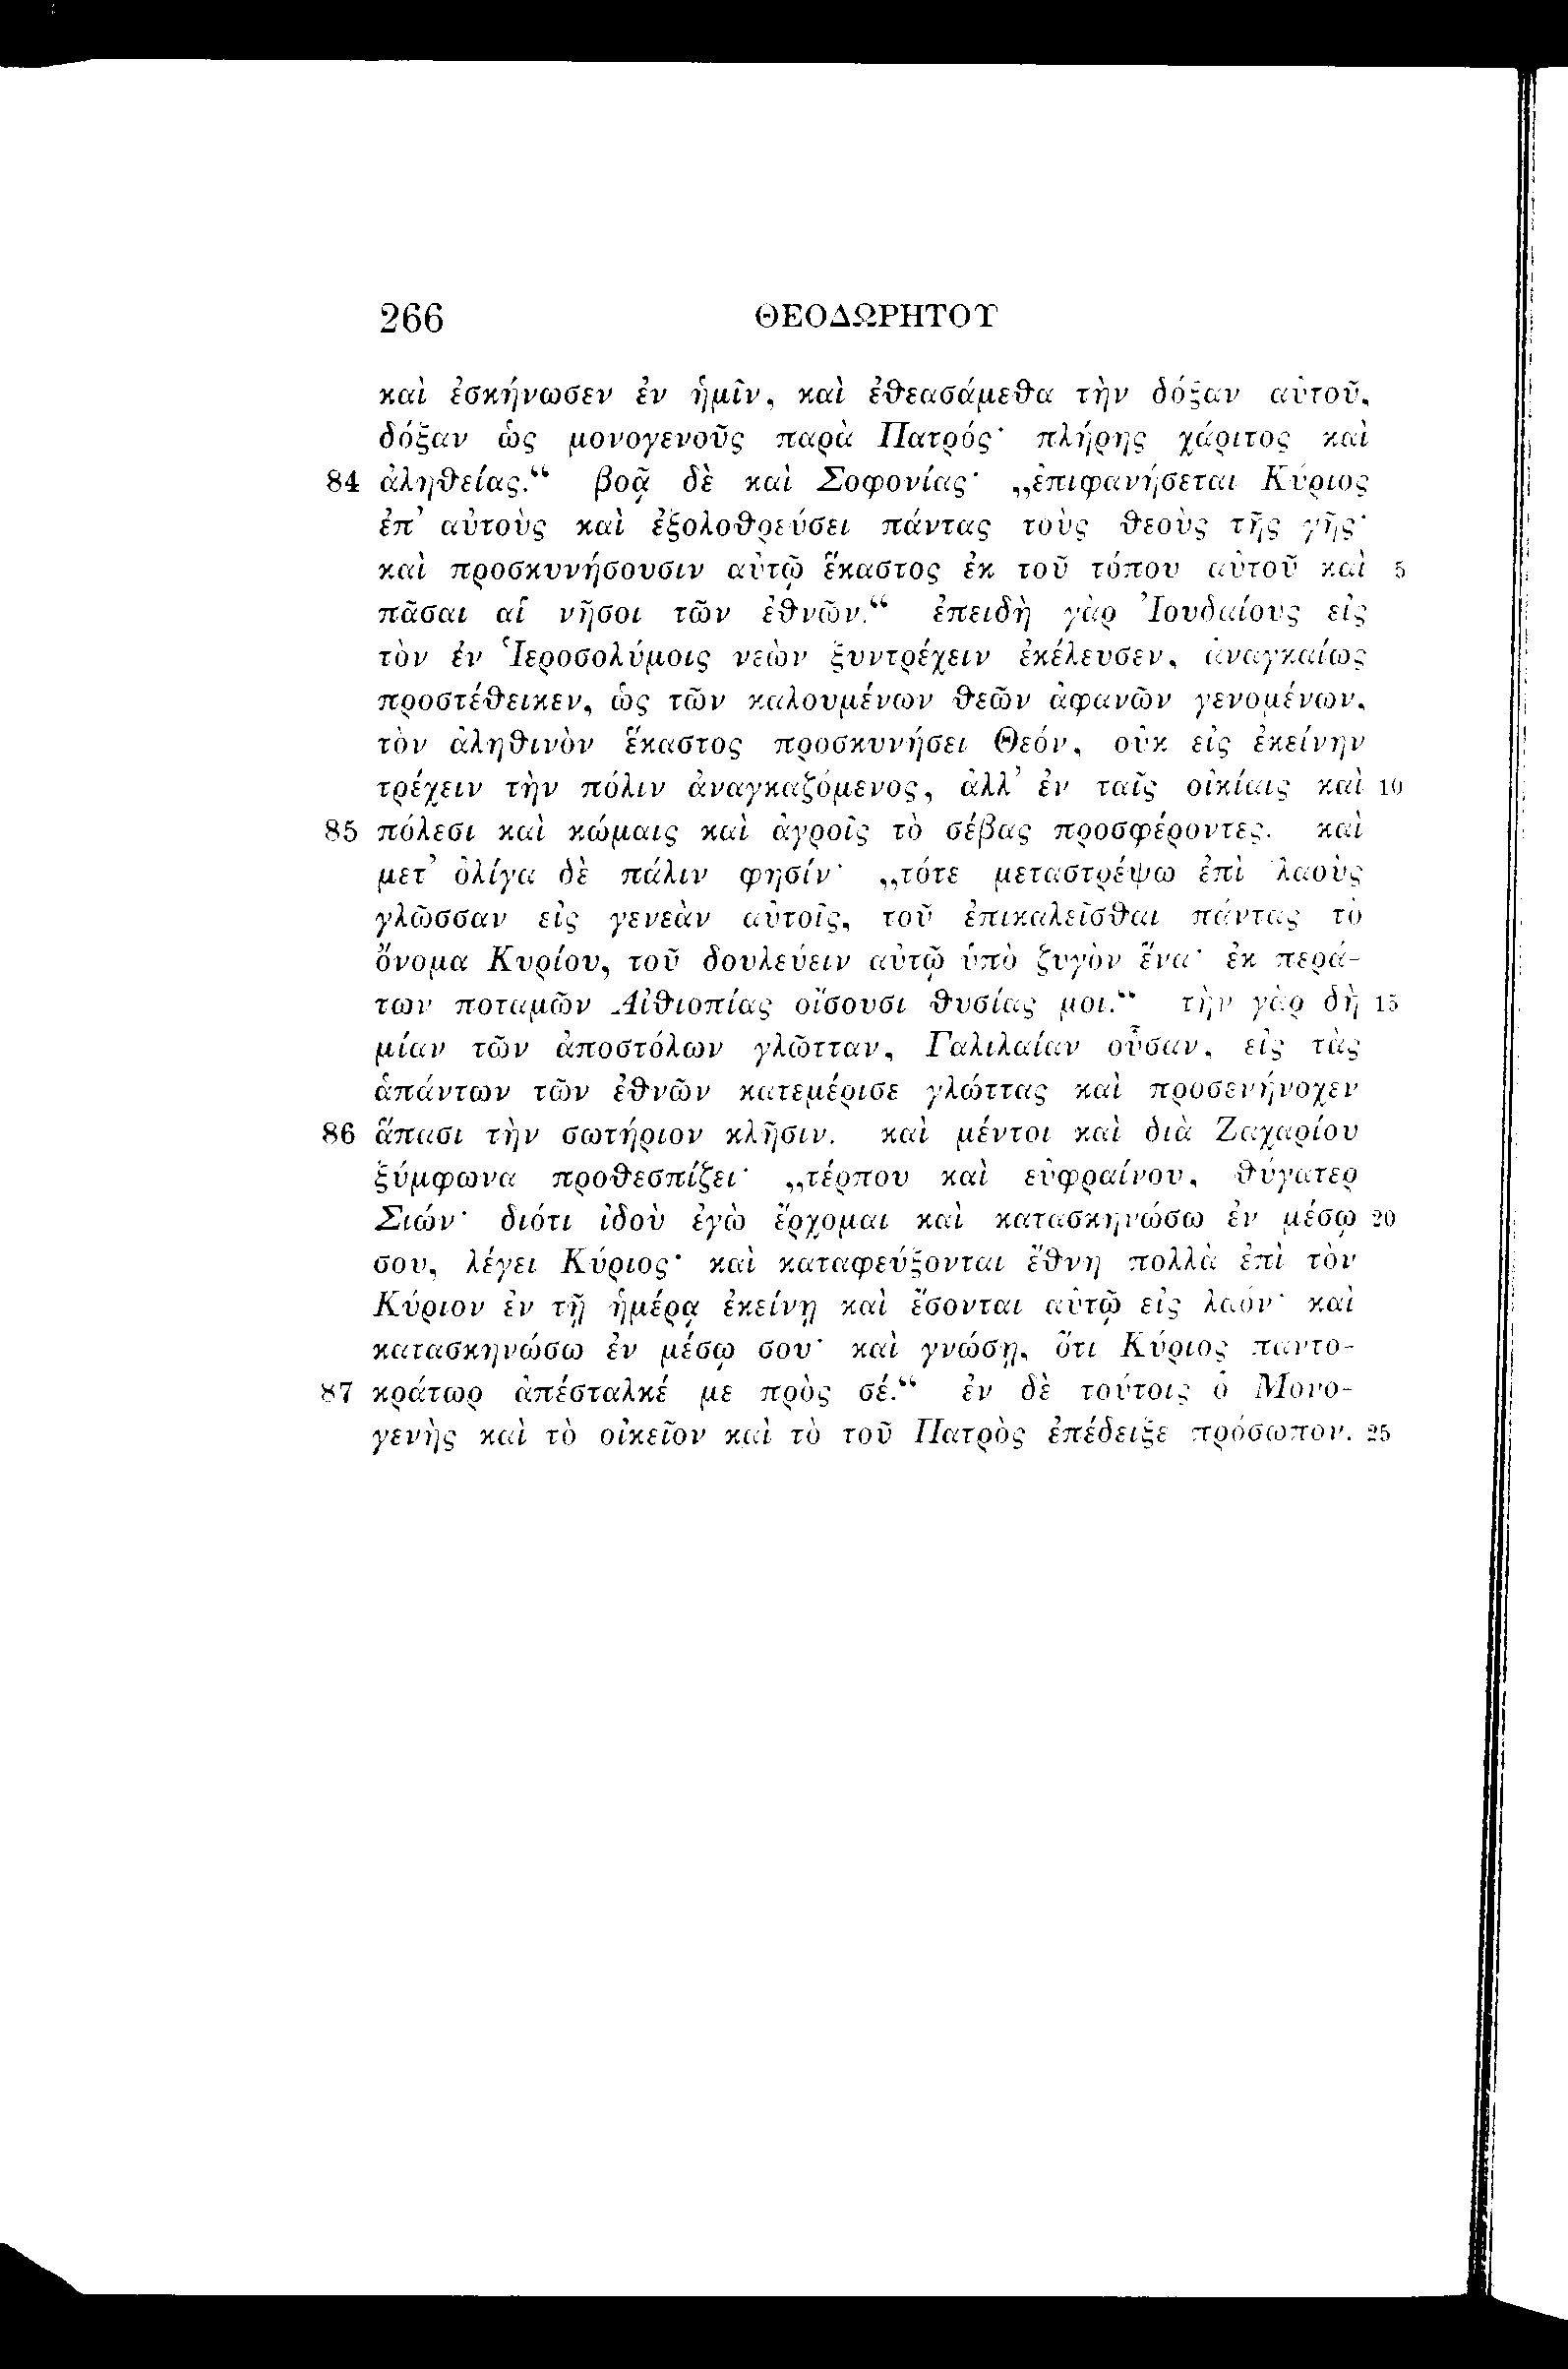 266 ΘΕΟΔΩΡΗΤΟΥ
καὶ ἐσκήνωσεν ἐν ἡμῖν, καὶ ἐθεασάμεθα τὴν δόξαν αὐτοῦ,
δόξαν ὡς μονογενοῦς παρὰ Πατρός· πλήρης χάριτος καὶ
84 ἀληθείας.“ βοᾷ δὲ καὶ Σοφονίας· „ἐπιφανήσεται Κύριος
ἐπ’ αὐτοὺς καὶ ἐξολοθρεύσει πάντας τοὺς θεοὺς τῆς γῆς·
καὶ προσκυνήσουσιν αὐτῷ ἕκαστος ἐκ τοῦ τόπου αὐτοῦ καὶ 5
πᾶσαι αἱ νῆσοι τῶν ἐθνῶν.“ ἐπειδὴ γὰρ Ἰουδαίους εἰς
τὸν ἐν Ἱεροσολύμοις νεὼν ξυντρέχειν ἐκέλευσεν, ἀναγκαίως
προστέθεικεν, ὡς τῶν καλουμένων θεῶν ἀφανῶν γενομένων,
τὸν ἀληθινὸν ἕκαστος προσκυνήσει Θεόν, οὐκ εἰς ἐκείνην
τρέχειν τὴν πόλιν ἀναγκαζόμενος, ἀλλ’ ἐν ταῖς οἰκίαις καὶ 10
85 πόλεσι καὶ κώμαις καὶ ἀγροῖς τὸ σέβας προσφέροντες. καὶ
μετ’ ὀλίγα δὲ πάλιν φησίν· „τότε μεταστρέψω ἐπὶ λαοὺς
γλῶσσαν εἰς γενεὰν αὐτοῖς, τοῦ ἐπικαλεῖσθαι πάντας τὸ
ὄνομα Κυρίου, τοῦ δουλεύειν αὐτῷ ὑπὸ ζυγὸν ἕνα· ἐκ περά-
των ποταμῶν Αἰθιοπίας οἴσουσι θυσίας μοι.“ τὴν γὰρ δὴ 15
μίαν τῶν ἀποστόλων γλῶτταν, Γαλιλαίαν οὖσαν, εἰς τὰς
ἁπάντων τῶν ἐθνῶν κατεμέρισε γλώττας καὶ προσενήνοχεν
86 ἅπασι τὴν σωτήριον κλῆσιν. καὶ μέντοι καὶ διὰ Ζαχαρίου
ξύμφωνα προθεσπίζει· „τέρπου καὶ εὐφραίνου, θύγατερ
Σιών· διότι ἰδοὺ ἐγὼ ἔρχομαι καὶ κατασκηνώσω ἐν μέσῳ 20
σου, λέγει Κύριος· καὶ καταφεύξονται ἔθνη πολλὰ ἐπὶ τὸν
Κύριον ἐν τῇ ἡμέρᾳ ἐκείνῃ καὶ ἔσονται αὐτῷ εἰς λαόν· καὶ
κατασκηνώσω ἐν μέσῳ σου· καὶ γνώσῃ, ὅτι Κύριος παντο-
87 κράτωρ ἀπέσταλκέ με πρὸς σέ.“ ἐν δὲ τούτοις ὁ Μονο-
γενὴς καὶ τὸ οἰκεῖον καὶ τὸ τοῦ Πατρὸς ἐπέδειξε πρόσωπον. 25